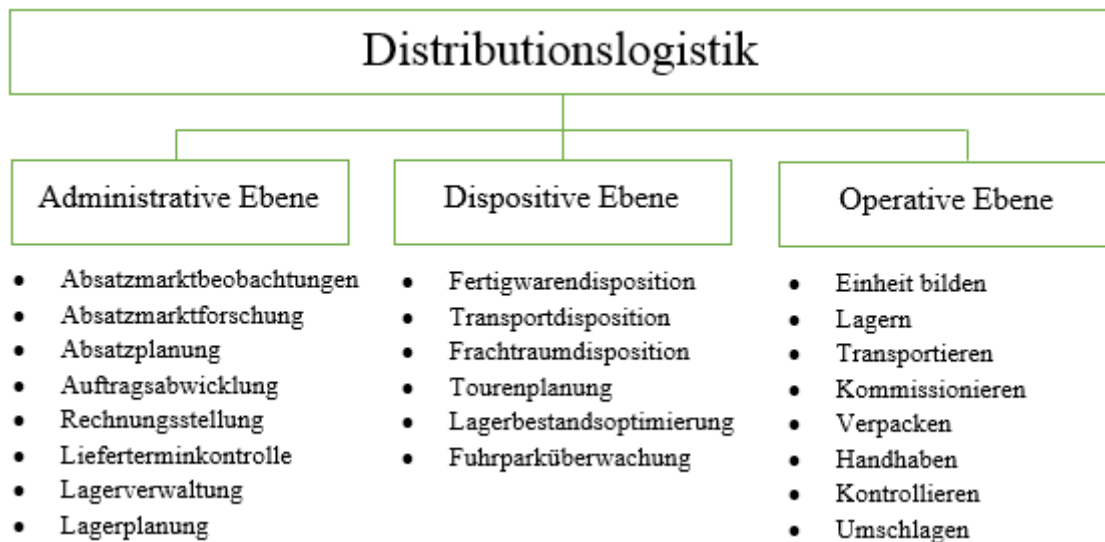 Distributionslogistik
Administrative Ebene
• Absatzmarktbeobachtungen
• Absatzmarktforschung
• Absatzplanung
• Auftragsabwicklung
• Rechnungsstellung
• Lieferterminkontrolle
• Lagerverwaltung
• Lagerplanung
Dispositive Ebene
• Fertigwarendisposition
• Transportdisposition
• Frachtraumdisposition
• Tourenplanung
• Lagerbestandsoptimierung
• Fuhrparküberwachung
Operative Ebene
• Einheit bilden
• Lagern
• Transportieren
• Kommissionieren
• Verpacken
• Handhaben
• Kontrollieren
• Umschlagen